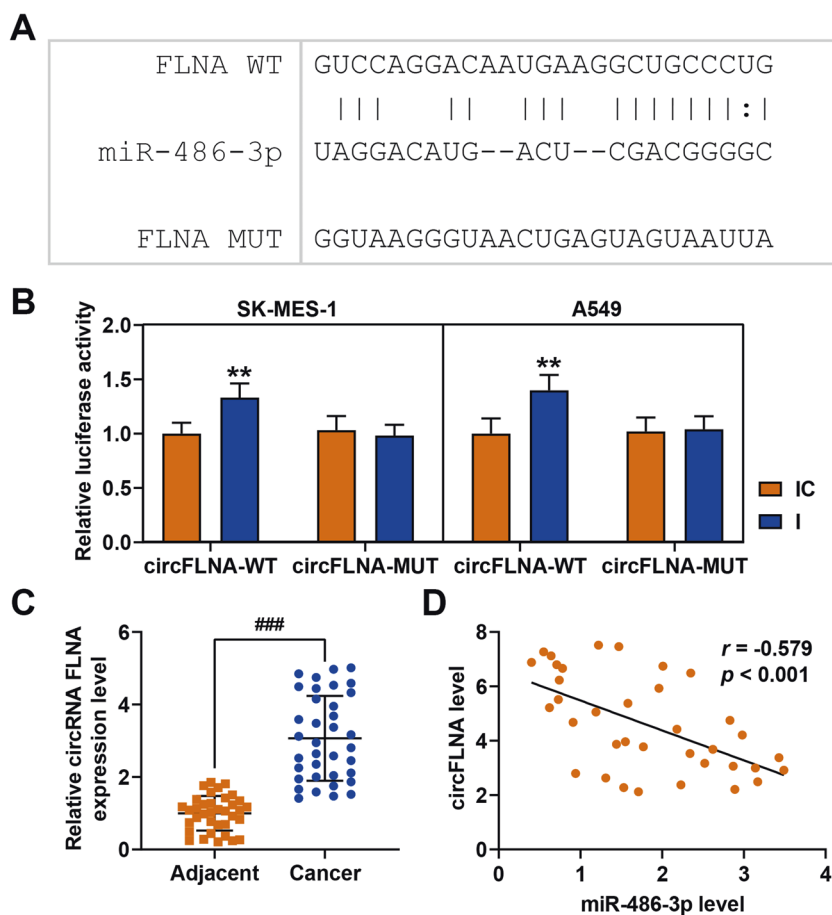 A
FLNA WT GUCCAGGACAAUGAAGGCUGCCCUG
miR-486-3p UAGGACAUG--ACU--CGACGGGGC
FLNA MUT GGUAAGGGUAACUGAGUAGUAAUUA
B
SK-MES-1 A549
Relative luciferase activity
2.0
1.5
1.0
0.5
0.0
** **
circFLNA-WT circFLNA-MUT circFLNA-WT circFLNA-MUT
IC
I
C
Relative circRNA FLNA
expression level
6
4
2
0
###
Adjacent Cancer
D
circFLNA level
8
6
4
2
0
r = -0.579
p < 0.001
0 1 2 3 4
miR-486-3p level